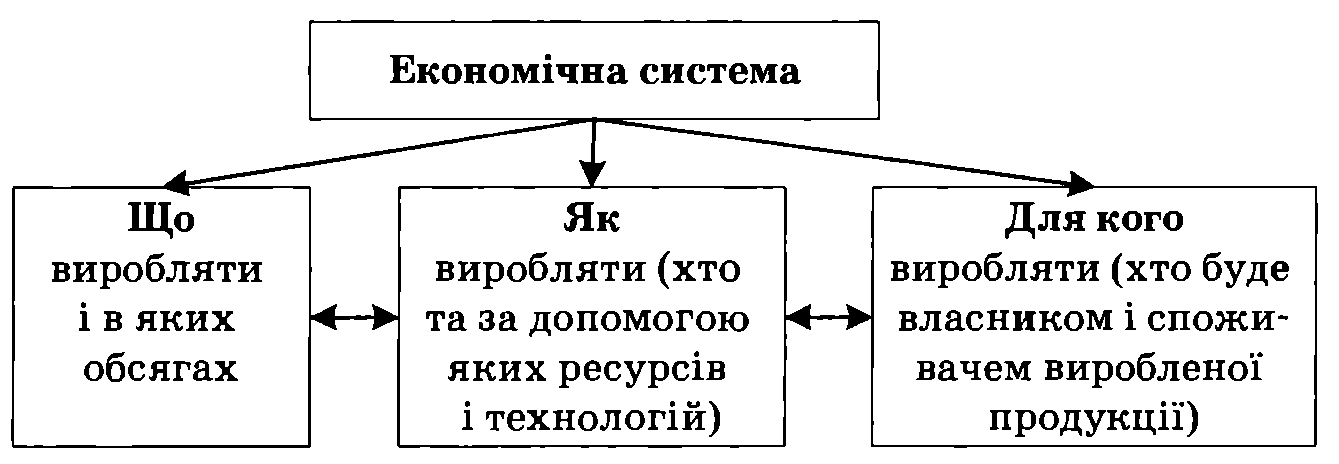 Економічна система
Що
виробляти
і в яких
обсягах
Як
виробляти (хто
та за допомогою
яких ресурсів
і технологій)
Для кого
виробляти (хто буде
власником і спожи-
вачем виробленої
продукції)